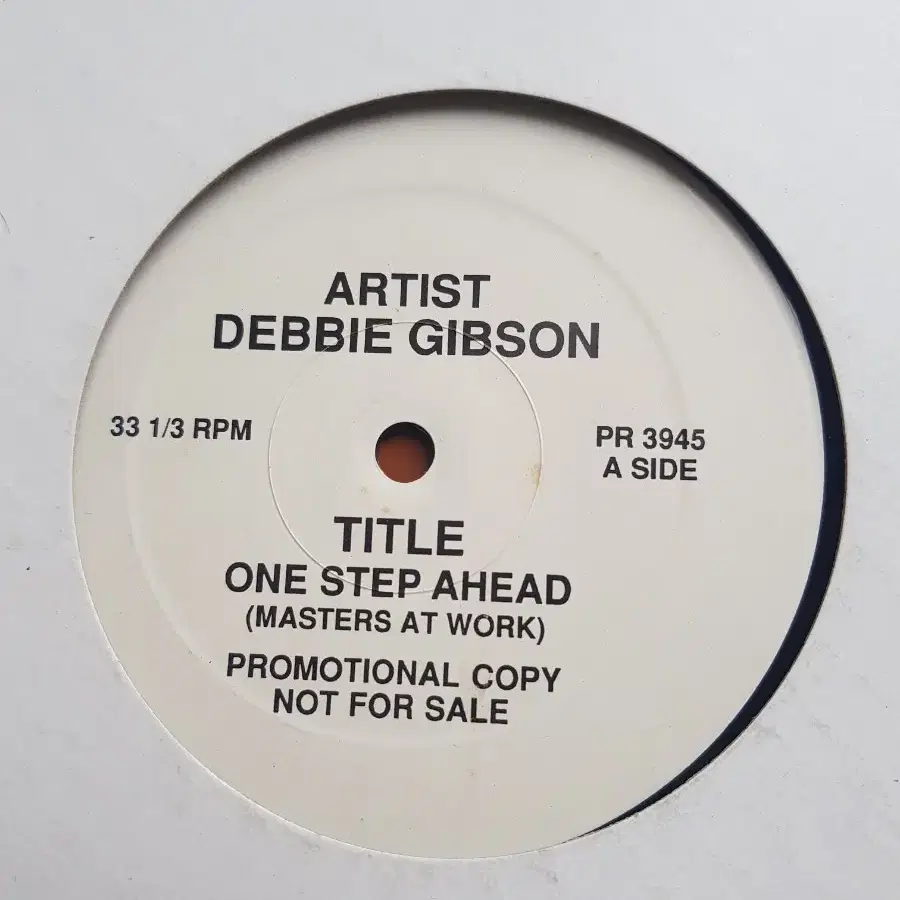 ARTIST
DEBBIE GIBSON
33 1/3 RPM
PR 3945
A SIDE
TITLE
ONE STEP AHEAD
(MASTERS AT WORK)
PROMOTIONAL COPY
NOT FOR SALE